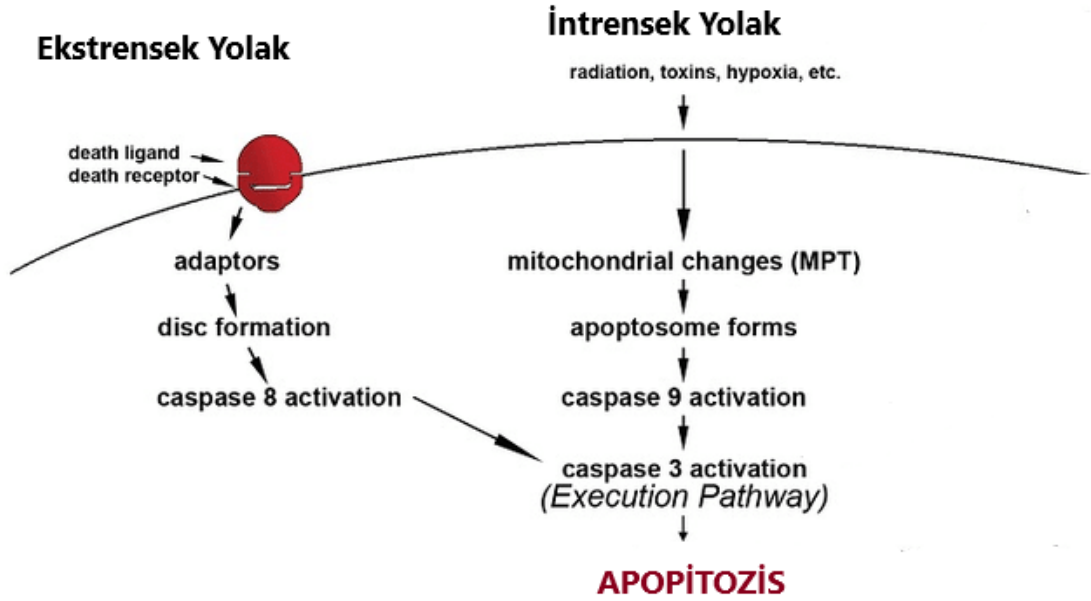 Ekstrensek Yolak
İntrensek Yolak
radiation, toxins, hypoxia, etc.
death ligand
death receptor
adaptors
disc formation
caspase 8 activation
mitochondrial changes (MPT)
apoptosome forms
caspase 9 activation
caspase 3 activation
(Execution Pathway)
APOPİTOZİS